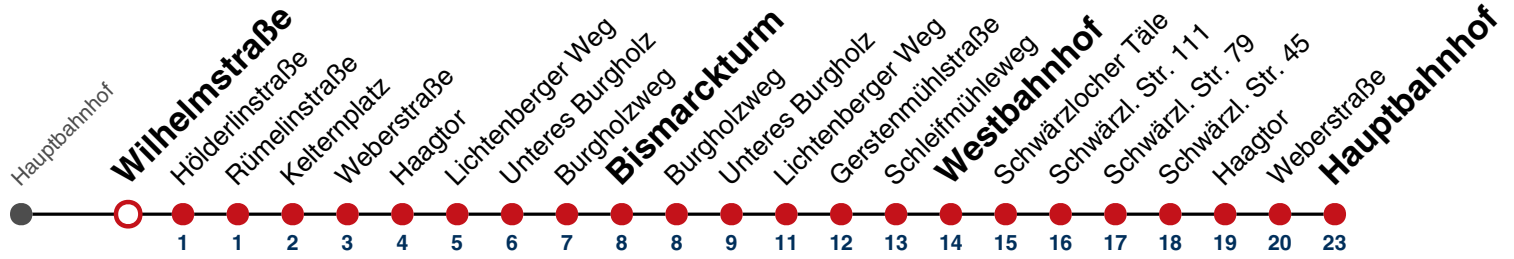 Hauptbahnhof
Wilhelmstraße
Hölderlinstraße
Rümelinstraße
Kelternplatz
Weberstraße
Haagtor
Lichtenberger Weg
Unteres Burgholz
Burgholzweg
Bismarckturm
Burgholzweg
Unteres Burgholz
Lichtenberger Weg
Gerstenmühlstraße
Schleifmühleweg
Westbahnhof
Schwärzlocher Täle
Schwärzl. Str. 111
Schwärzl. Str. 79
Schwärzl. Str. 45
Haagtor
Weberstraße
Hauptbahnhof
1 1 2 3 4 5 6 7 8 8 9 11 12 13 14 15 16 17 18 19 20 23